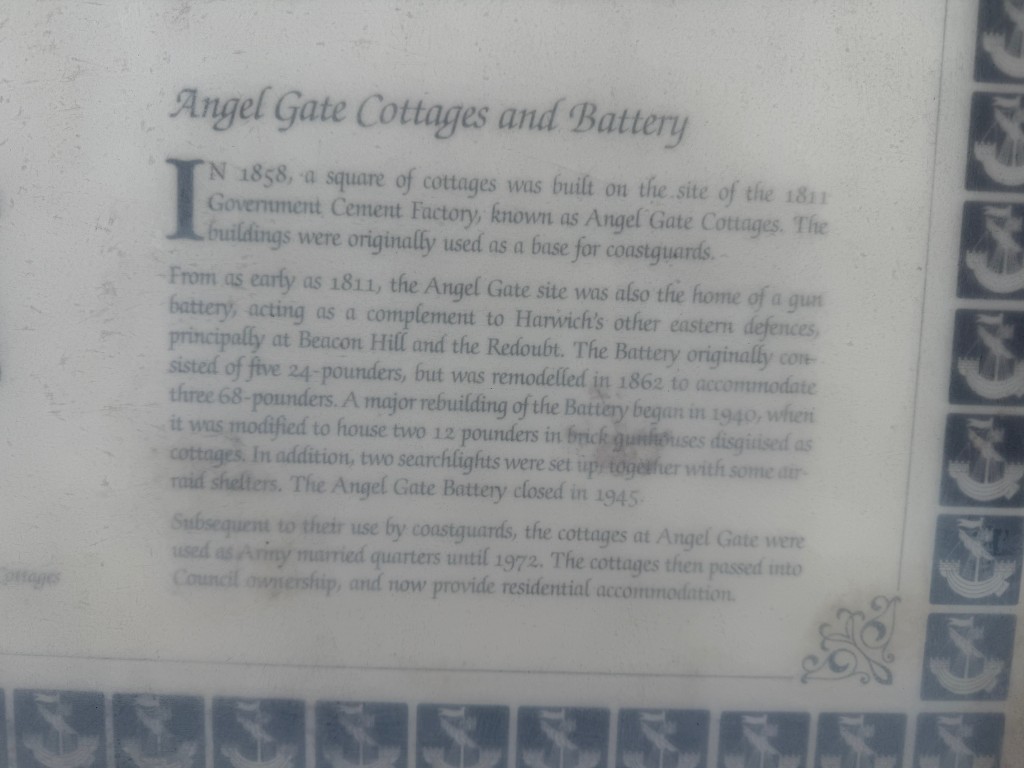 Angel Gate Cottages and Battery
IN 1858, a square of cottages was built on the site of the 1811
Government Cement Factory, known as Angel Gate Cottages. The
buildings were originally used as a base for coastguards.
From as early as 1811, the Angel Gate site was also the home of a gun
battery, acting as a complement to Harwich's other eastern defences,
principally at Beacon Hill and the Redoubt. The Battery originally con-
sisted of five 24-pounders, but was remodelled in 1862 to accommodate
three 68-pounders. A major rebuilding of the Battery began in 1940, when
it was modified to house two 12 pounders in brick gunhouses disguised as
cottages. In addition, two searchlights were set up, together with some air-
raid shelters. The Angel Gate Battery closed in 1945.
Subsequent to their use by coastguards, the cottages at Angel Gate were
used as Army married quarters until 1972. The cottages then passed into
Council ownership, and now provide residential accommodation.
Cottages